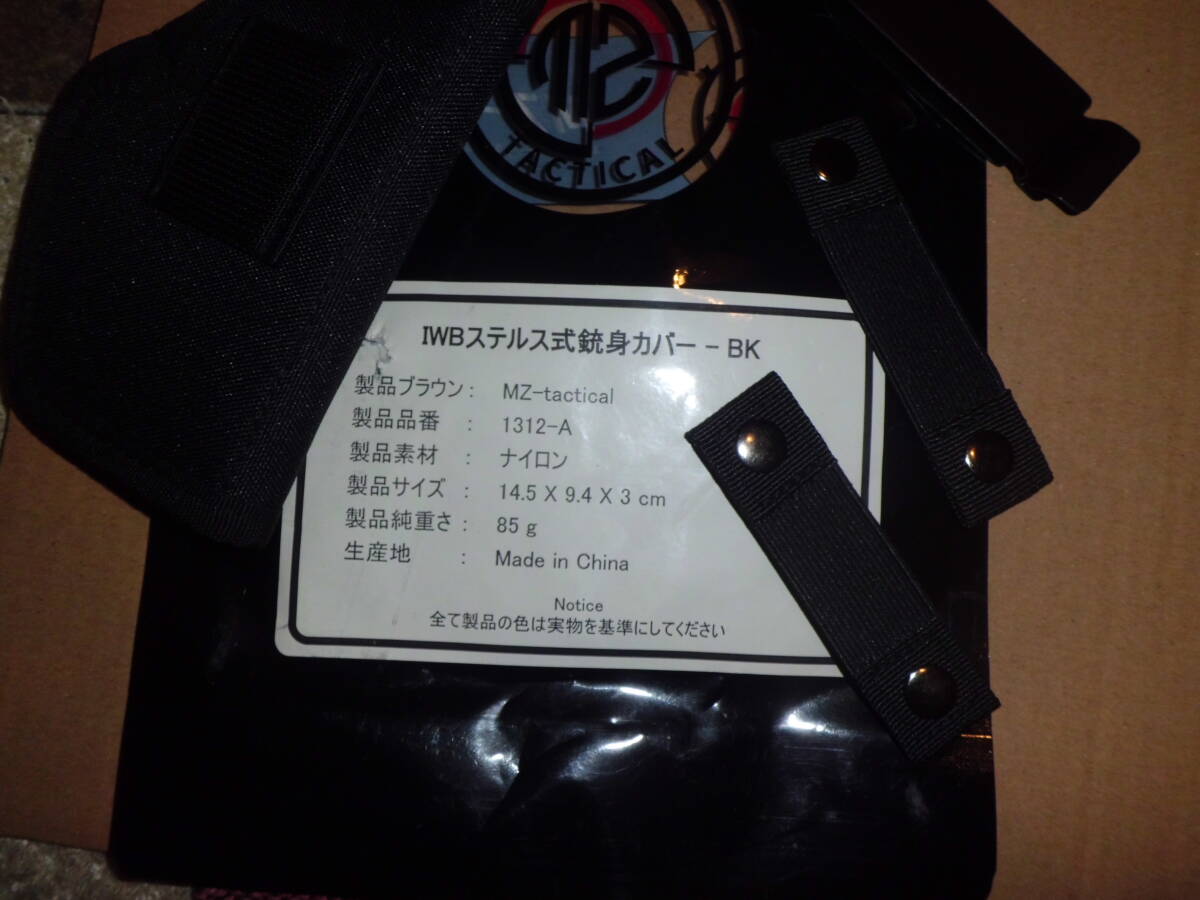 TACTICAL
IWBステルス式銃身カバー - BK
製品ブラウン : MZ-tactical
製品品番 : 1312-A
製品素材 : ナイロン
製品サイズ : 14.5 X 9.4 X 3 cm
製品純重さ : 85 g
生産地 : Made in China
Notice
全て製品の色は実物を基準にしてください